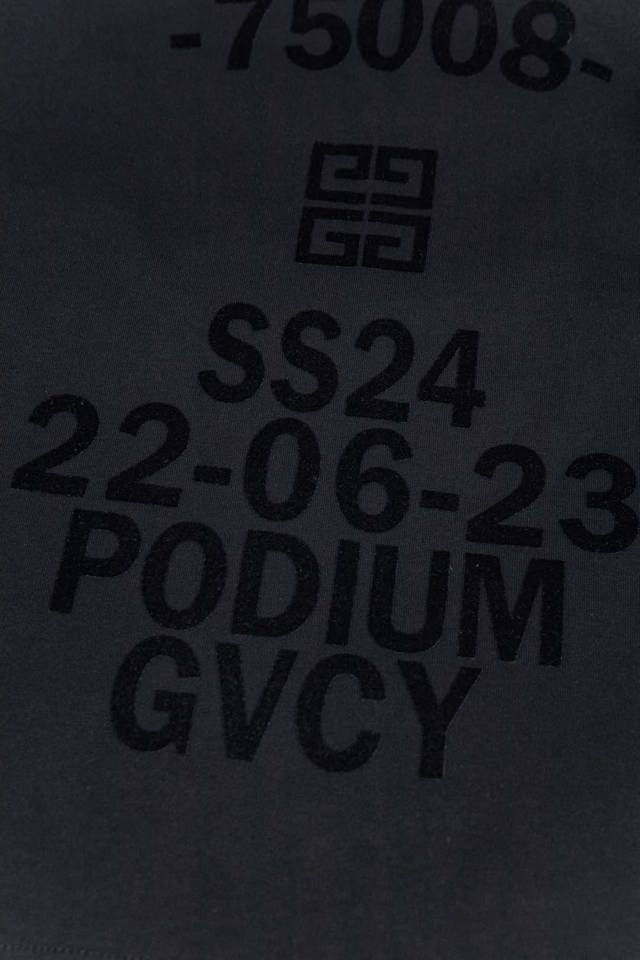 -75008-
SS24
22-06-23
PODIUM
GVCY